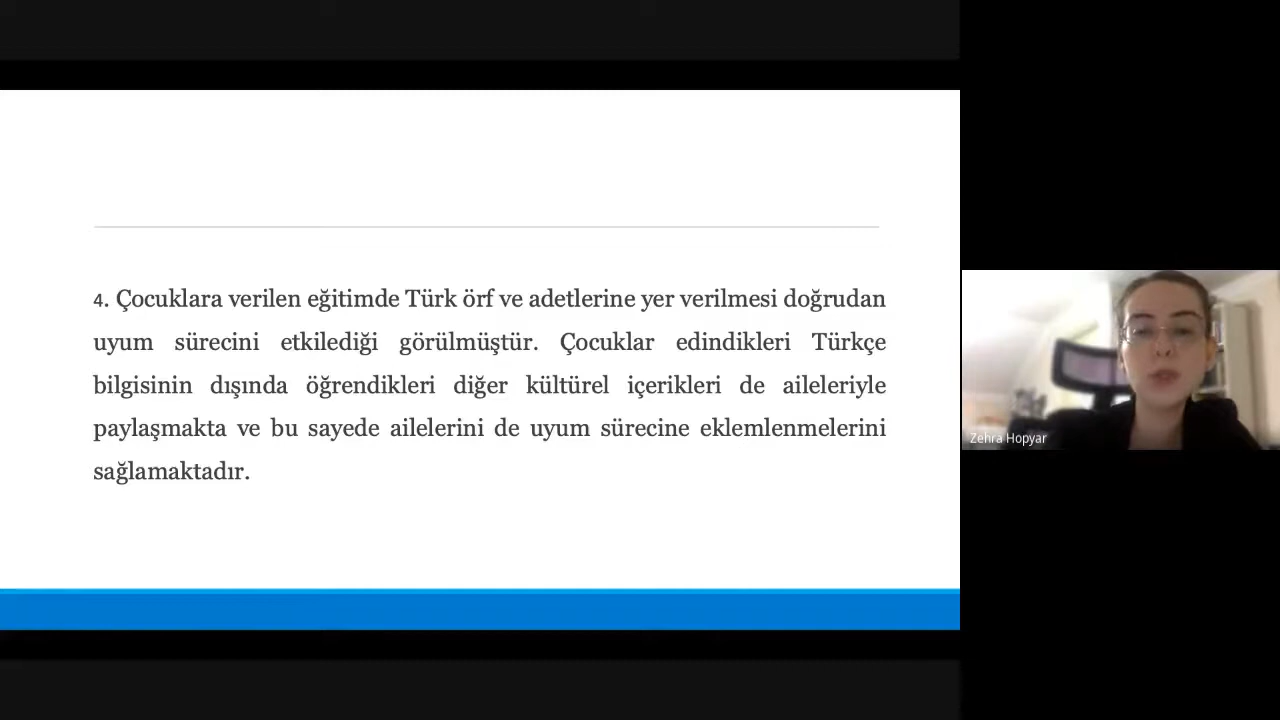 4. Çocuklara verilen eğitimde Türk örf ve adetlerine yer verilmesi doğrudan
uyum sürecini etkilediği görülmüştür. Çocuklar edindikleri Türkçe
bilgisinin dışında öğrendikleri diğer kültürel içerikleri de aileleriyle
paylaşmakta ve bu sayede ailelerini de uyum sürecine eklemlenmelerini
sağlamaktadır.
Zehra Hopyar